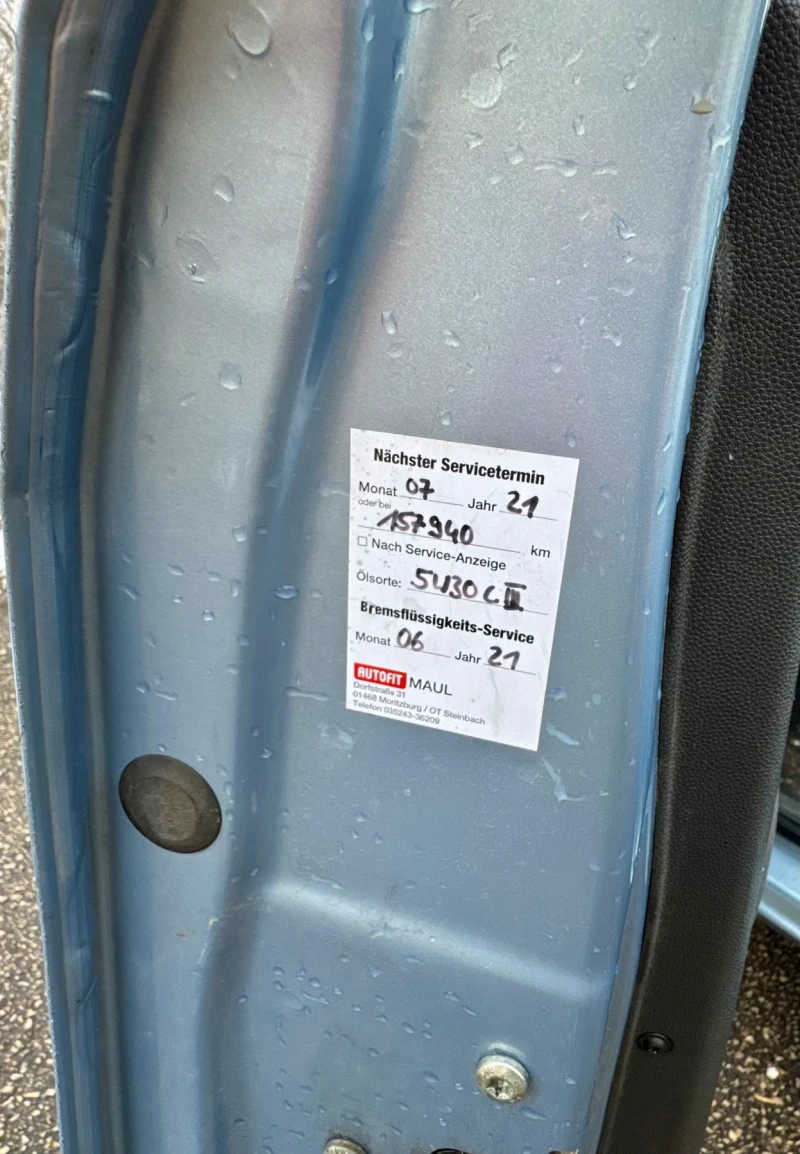 Nächster Servicetermin
Monat 07 Jahr 21
oder bei
157940 km
☐ Nach Service-Anzeige
Ölsorte: 5W30 C III
Bremsflüssigkeits-Service
Monat 06 Jahr 21
AUTOFIT MAUL
Dorfstraße 31
01468 Moritzburg / OT Steinbach
Telefon 035243-36209